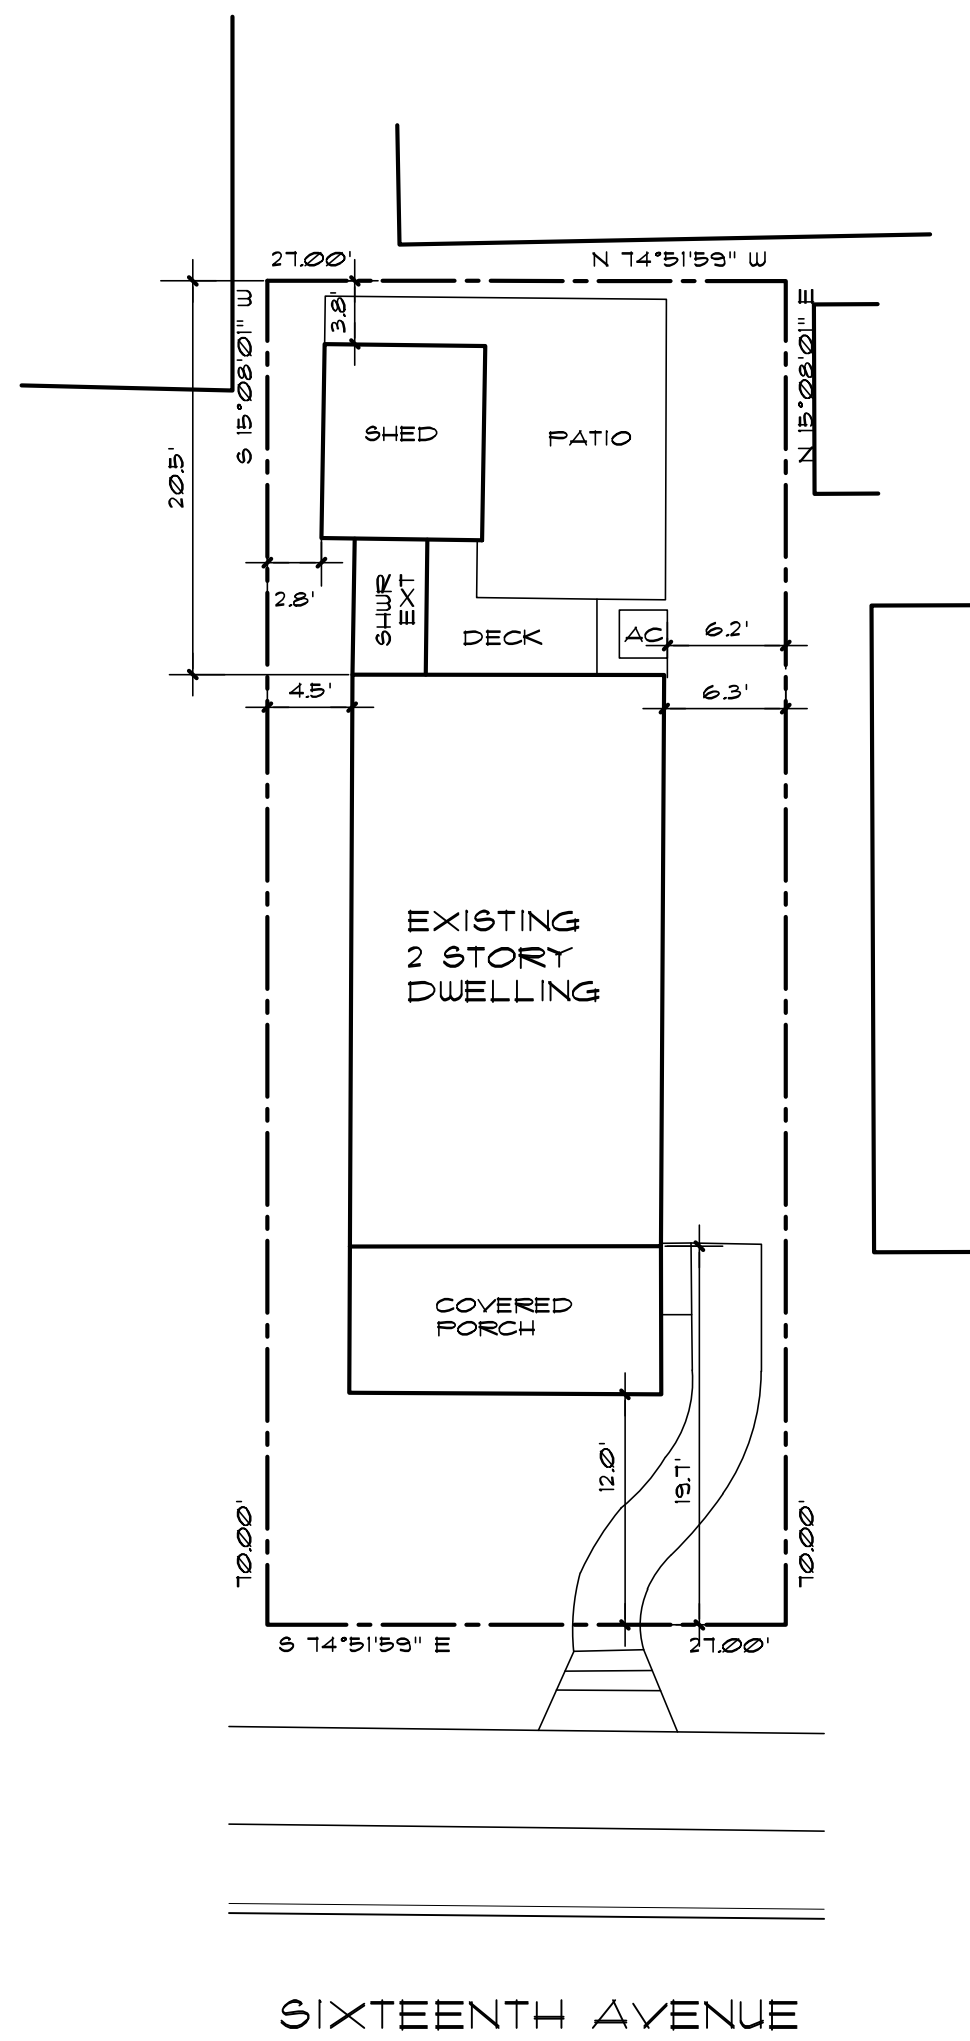 27.00'
N 74°51'59" W
3.8'
S 15°08'01" W
N 15°08'01" E
SHED
PATIO
20.5'
2.8'
SHWR
EXT
DECK
AC
6.2'
4.5'
6.3'
EXISTING
2 STORY
DWELLING
COVERED
PORCH
12.0'
19.7'
70.00'
70.00'
S 74°51'59" E
27.00'
SIXTEENTH AVENUE